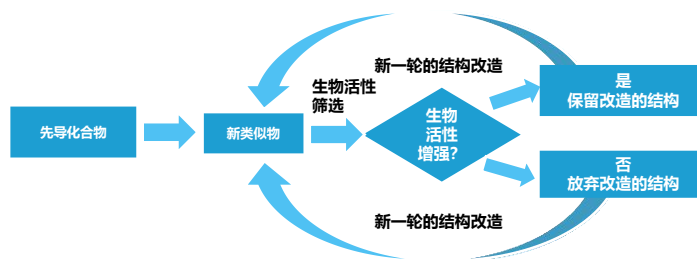 先导化合物
新类似物
生物活性
筛选
生物
活性
增强?
新一轮的结构改造
是
保留改造的结构
否
放弃改造的结构
新一轮的结构改造